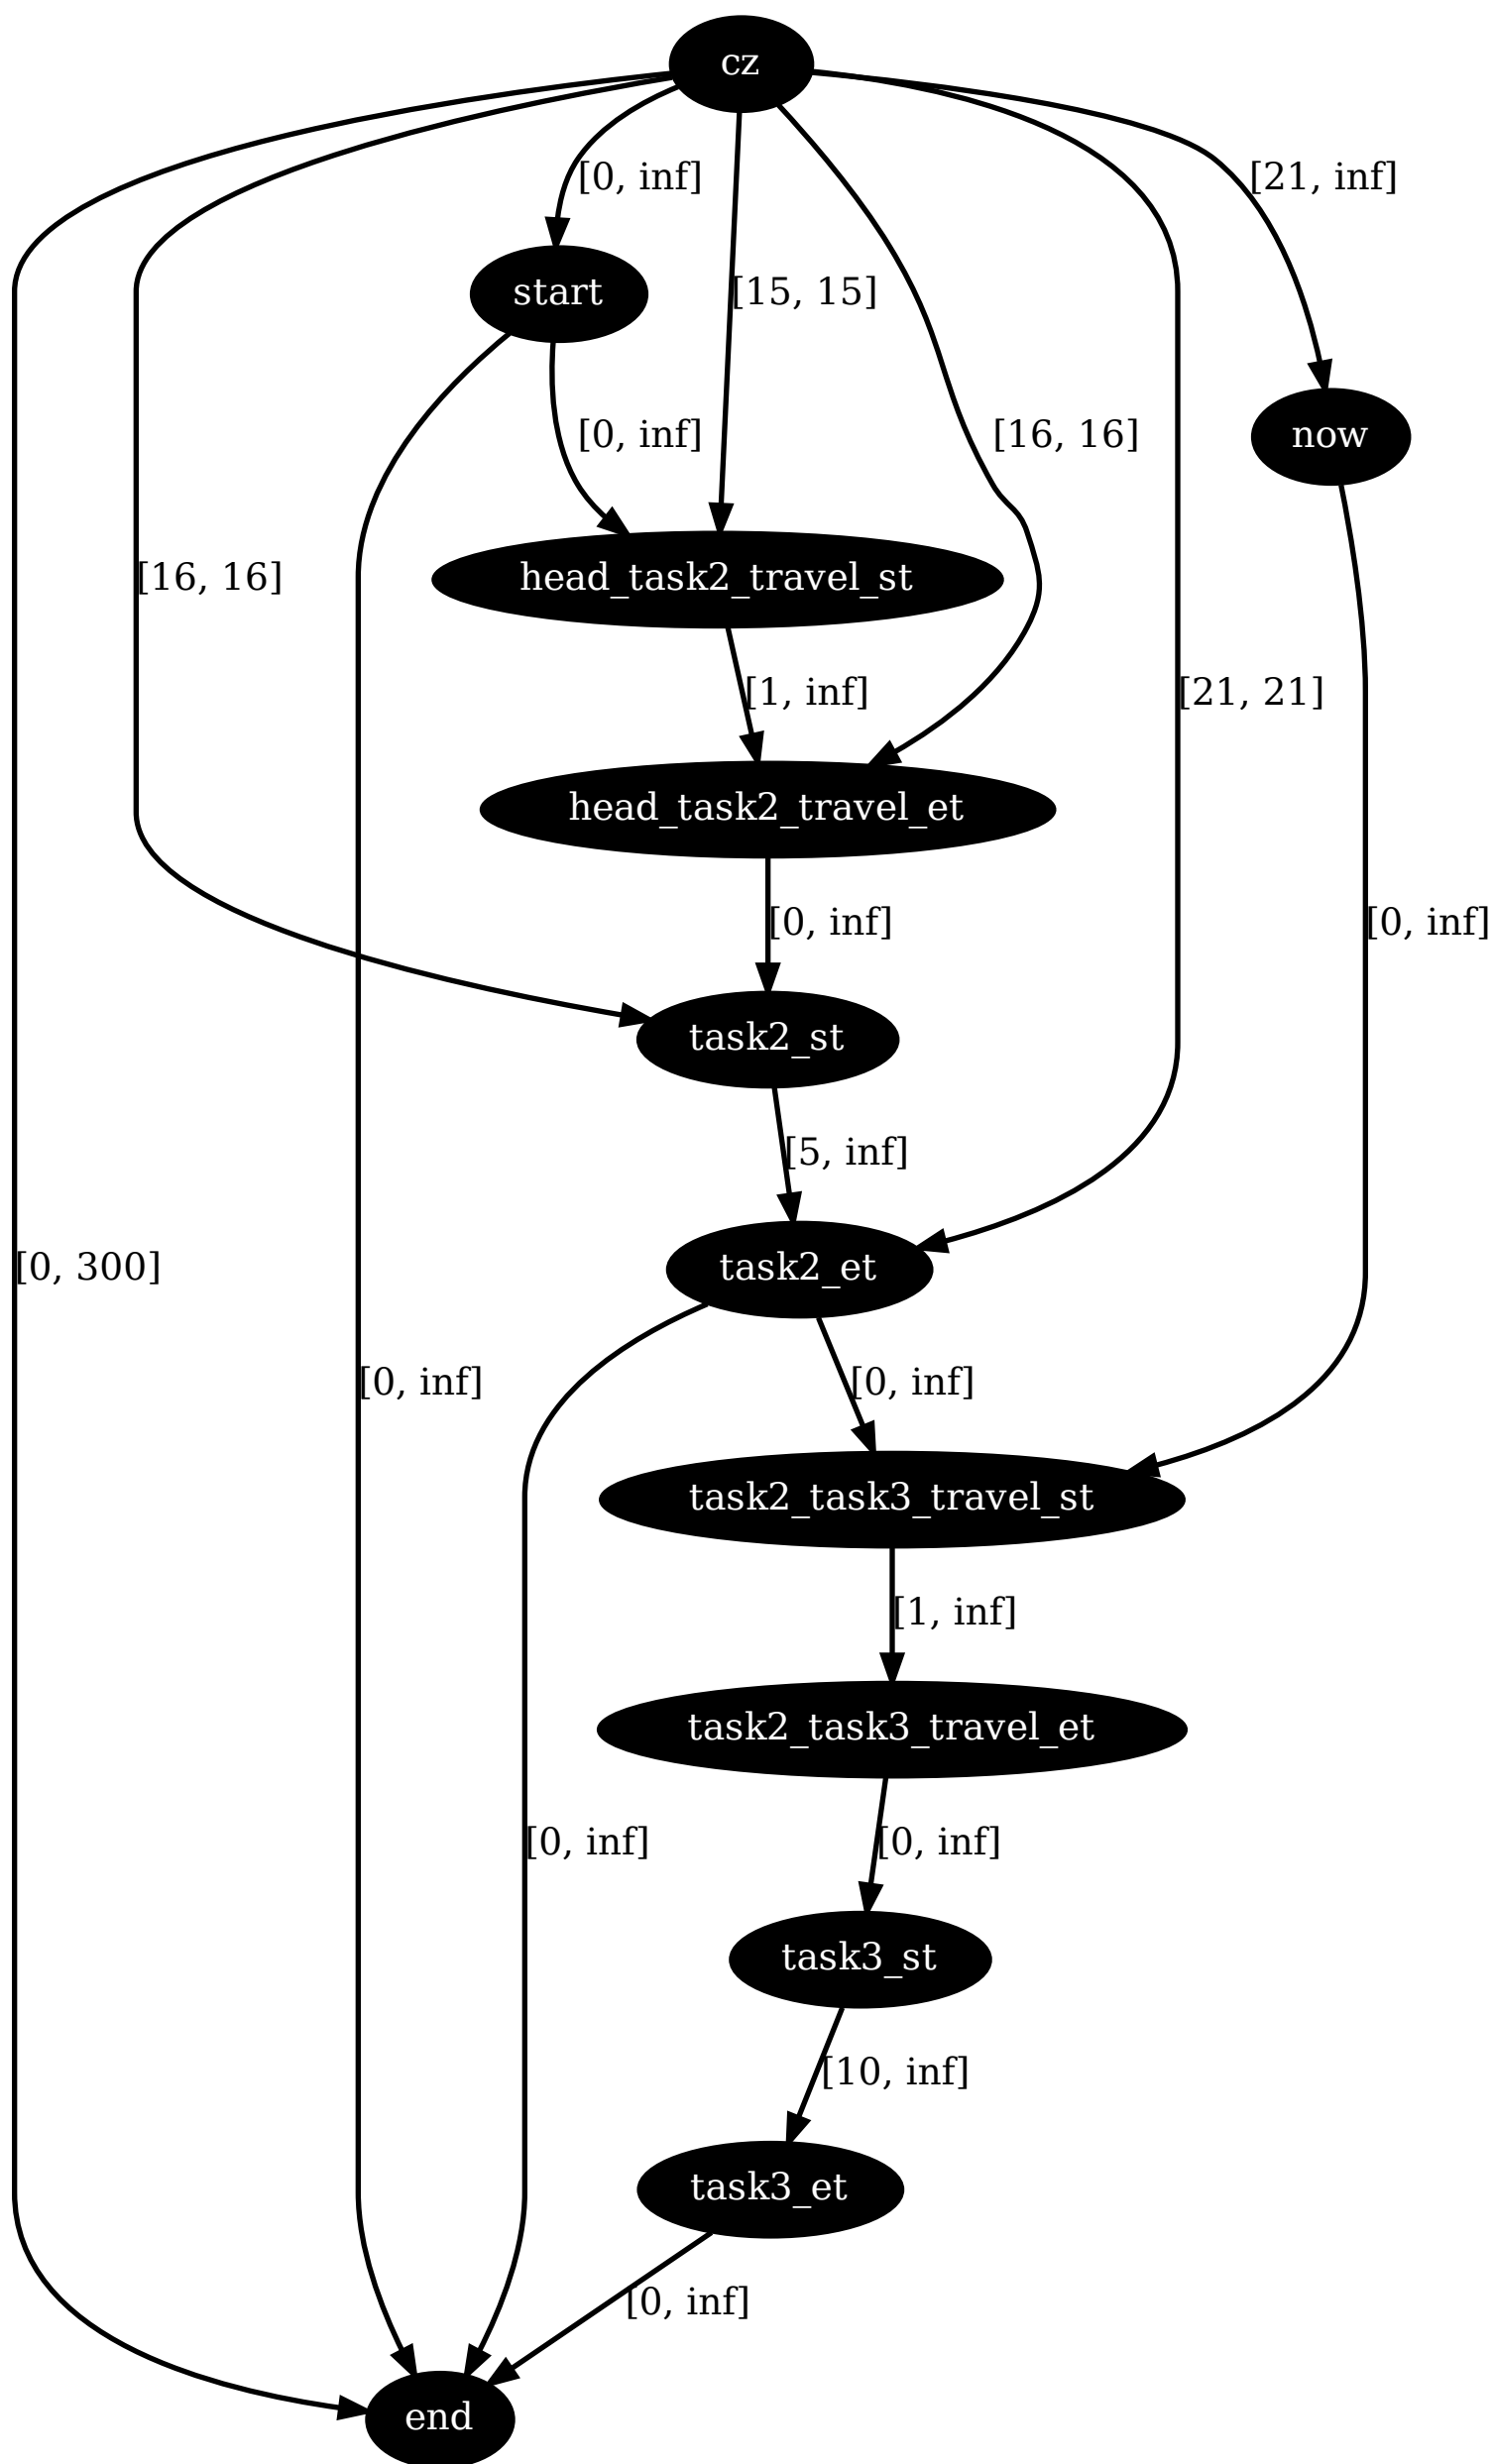 cz
[0, inf]
[21, inf]
start
[15, 15]
[0, inf]
[16, 16]
now
[16, 16]
head_task2_travel_st
[1, inf]
[21, 21]
head_task2_travel_et
[0, inf]
[0, inf]
task2_st
[5, inf]
[0, 300]
task2_et
[0, inf]
[0, inf]
task2_task3_travel_st
[1, inf]
task2_task3_travel_et
[0, inf]
[0, inf]
task3_st
[10, inf]
task3_et
[0, inf]
end